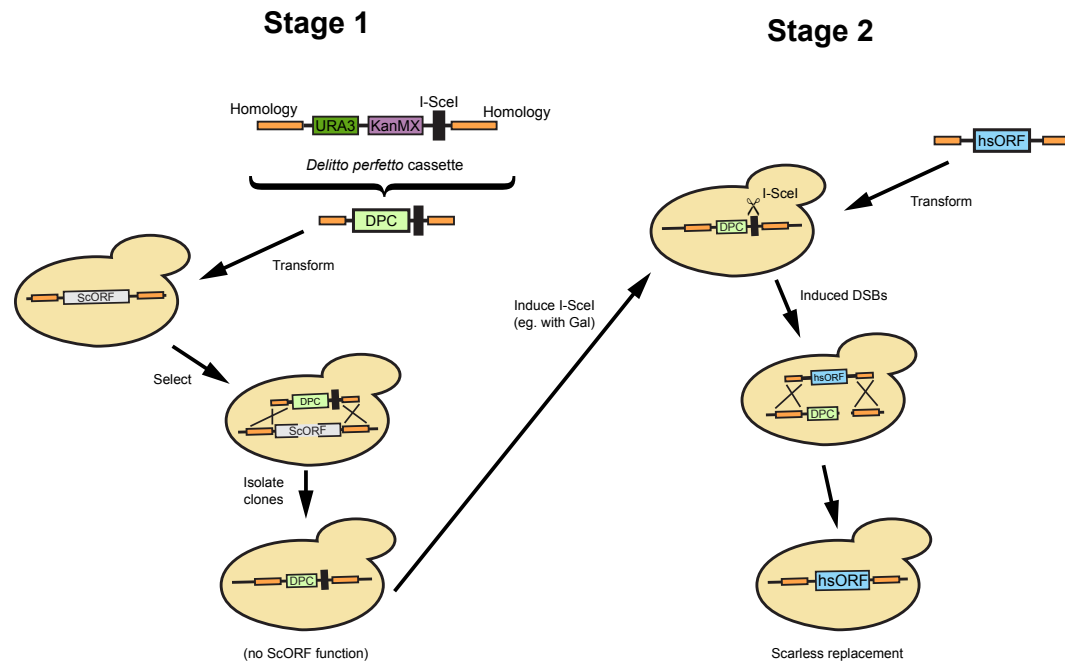 Stage 1
I-SceI
Homology
Homology
URA3
KanMX
Delitto perfetto cassette
DPC
Transform
ScORF
Select
DPC
ScORF
Isolate
clones
DPC
(no ScORF function)
Induce I-SceI
(eg. with Gal)
Stage 2
hsORF
I-SceI
DPC
Transform
Induced DSBs
hsORF
DPC
hsORF
Scarless replacement